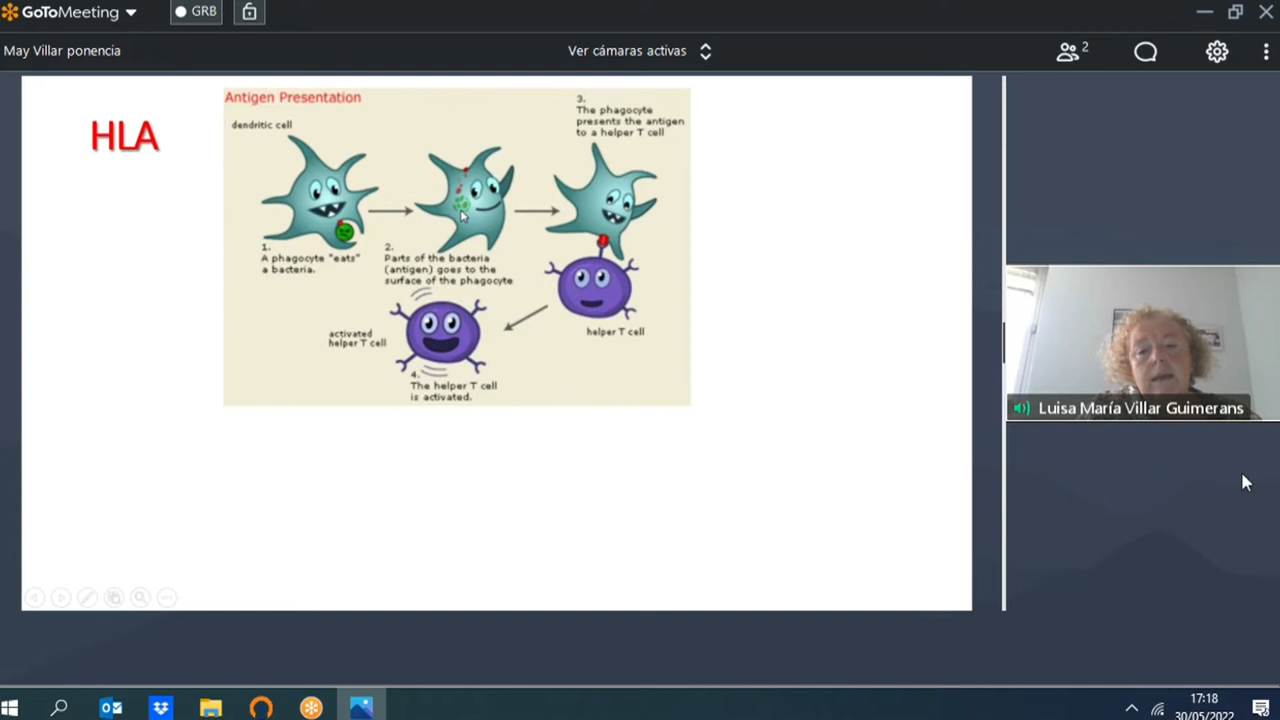 GoToMeeting
GRB
May Villar ponencia
Ver cámaras activas
2
HLA
Antigen Presentation
dendritic cell
1.
A phagocyte "eats"
a bacteria.
2.
Parts of the bacteria
(antigen) goes to the
surface of the phagocyte
3.
The phagocyte
presents the antigen
to a helper T cell
helper T cell
activated
helper T cell
4.
The helper T cell
is activated.
Luisa María Villar Guimerans
17:18
30/05/2022